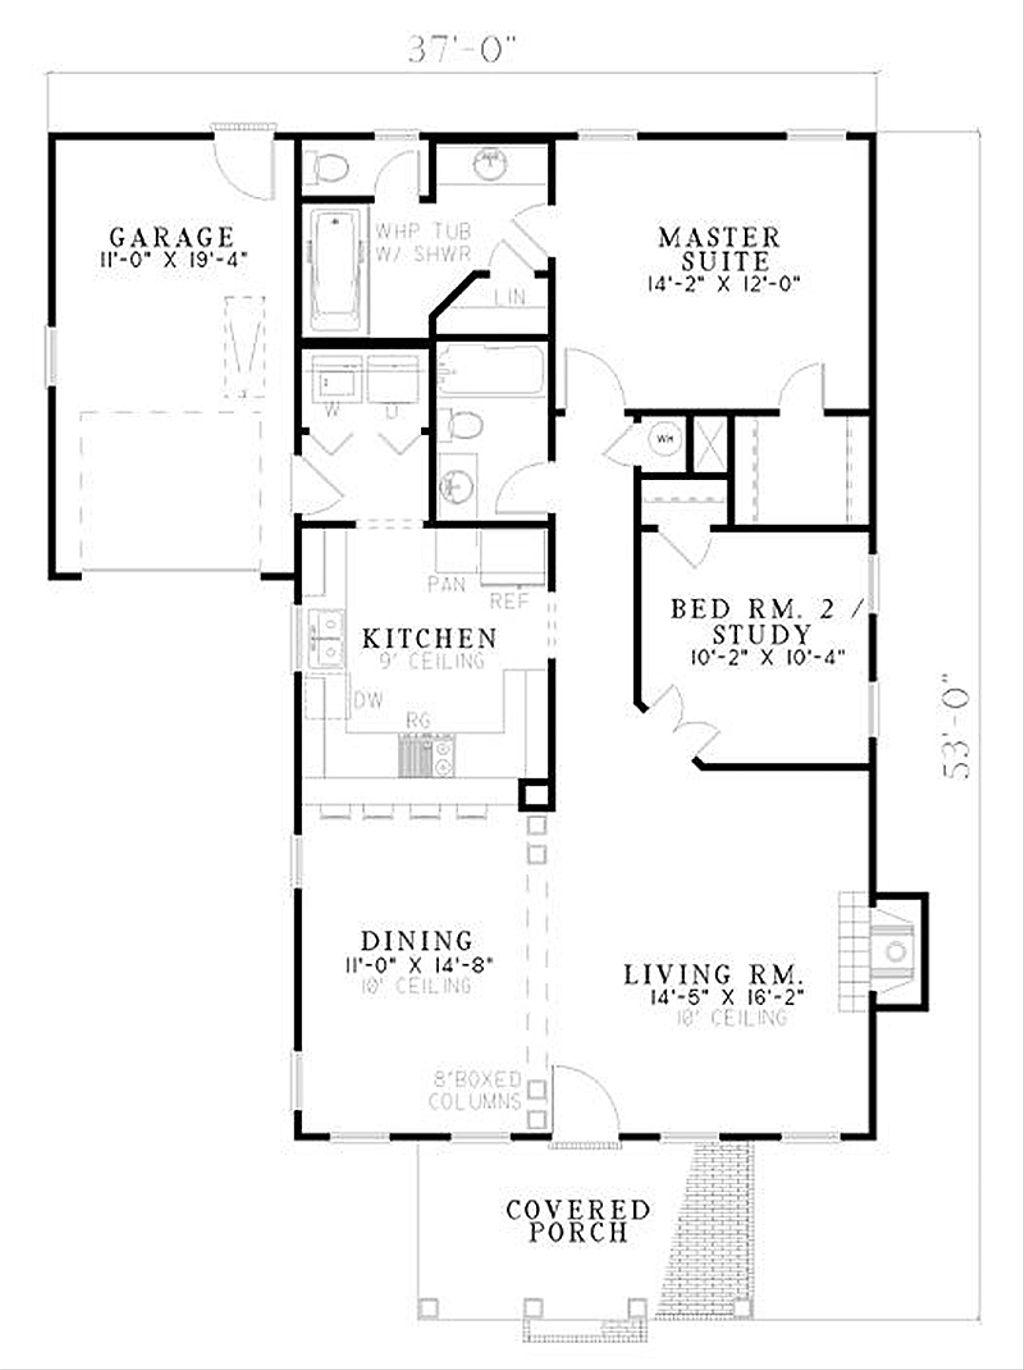 37'-0"
GARAGE
11'-0" X 19'-4"
WHP TUB
W/ SHWR
LIN
MASTER
SUITE
14'-2" X 12'-0"
W
D
WH
PAN
REF
KITCHEN
9' CEILING
DW
RG
BED RM. 2 /
STUDY
10'-2" X 10'-4"
53'-0"
DINING
11'-0" X 14'-8"
10' CEILING
LIVING RM.
14'-5" X 16'-2"
10' CEILING
8"BOXED
COLUMNS
COVERED
PORCH